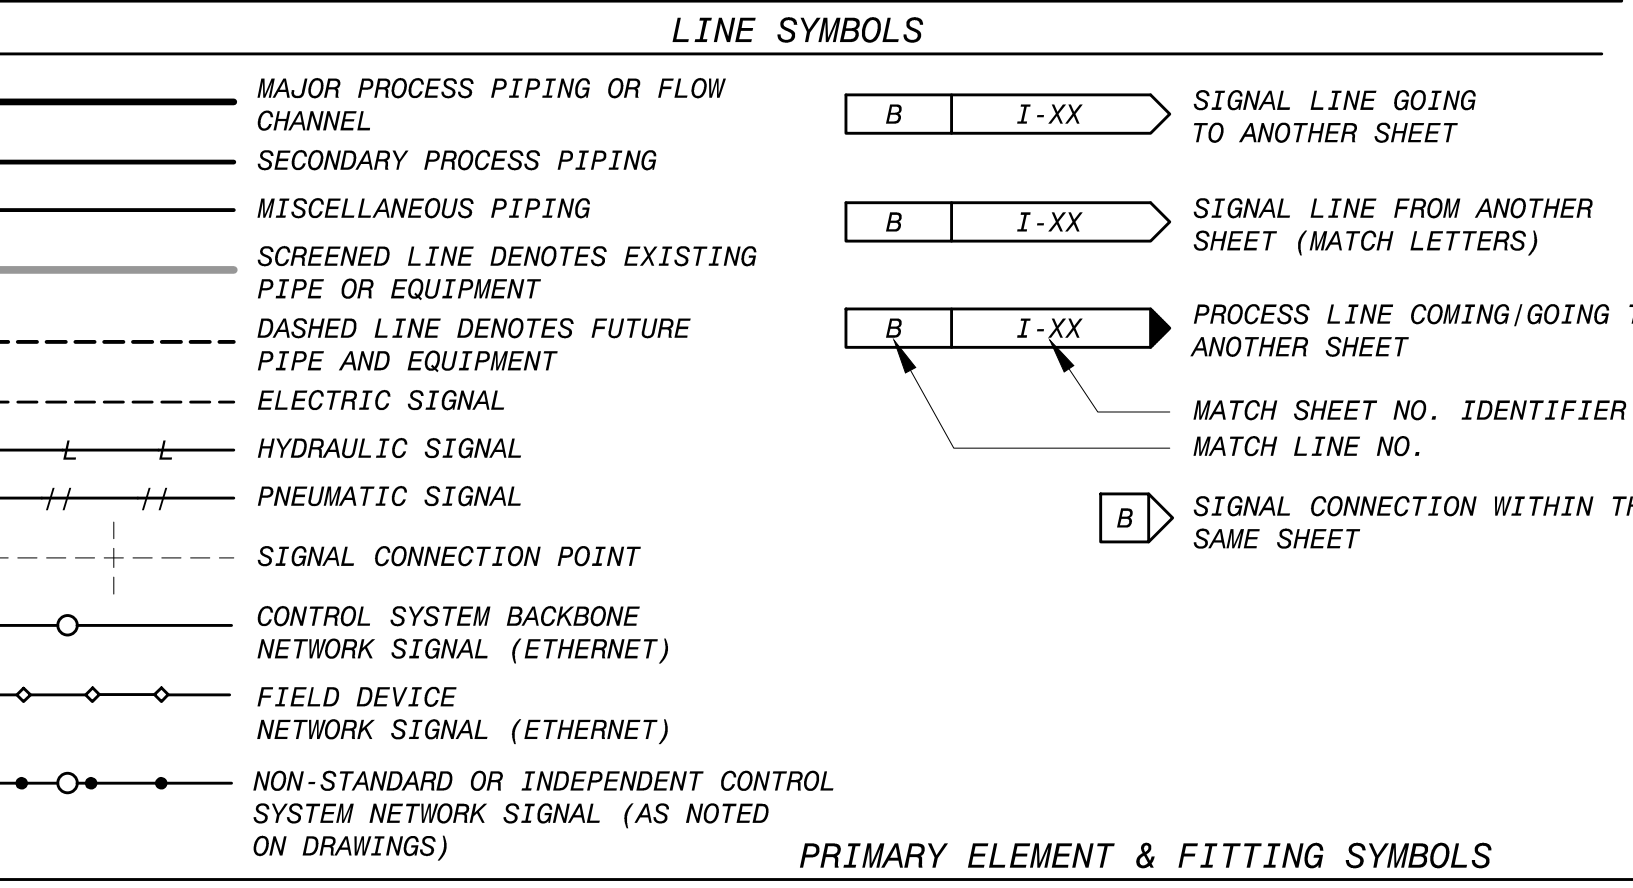 LINE SYMBOLS
MAJOR PROCESS PIPING OR FLOW
CHANNEL
SECONDARY PROCESS PIPING
MISCELLANEOUS PIPING
SCREENED LINE DENOTES EXISTING
PIPE OR EQUIPMENT
DASHED LINE DENOTES FUTURE
PIPE AND EQUIPMENT
ELECTRIC SIGNAL
L L
HYDRAULIC SIGNAL
PNEUMATIC SIGNAL
SIGNAL CONNECTION POINT
CONTROL SYSTEM BACKBONE
NETWORK SIGNAL (ETHERNET)
FIELD DEVICE
NETWORK SIGNAL (ETHERNET)
NON-STANDARD OR INDEPENDENT CONTROL
SYSTEM NETWORK SIGNAL (AS NOTED
ON DRAWINGS)
B I-XX
SIGNAL LINE GOING
TO ANOTHER SHEET
B I-XX
SIGNAL LINE FROM ANOTHER
SHEET (MATCH LETTERS)
B I-XX
PROCESS LINE COMING/GOING
ANOTHER SHEET
MATCH SHEET NO. IDENTIFIER
MATCH LINE NO.
B
SIGNAL CONNECTION WITHIN
SAME SHEET
PRIMARY ELEMENT & FITTING SYMBOLS